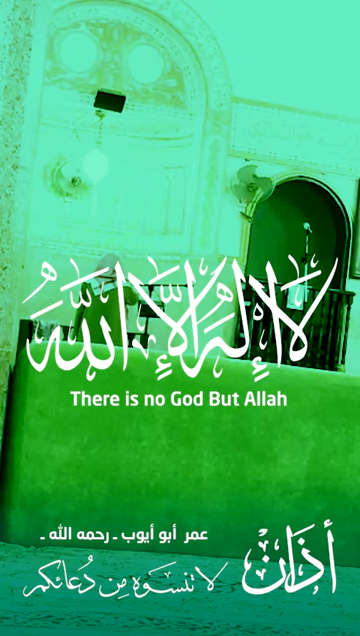 لا إله إلا الله
There is no God But Allah
عمر أبو أيوب - رحمه الله -
أذان
لا تنسوه من دعائكم